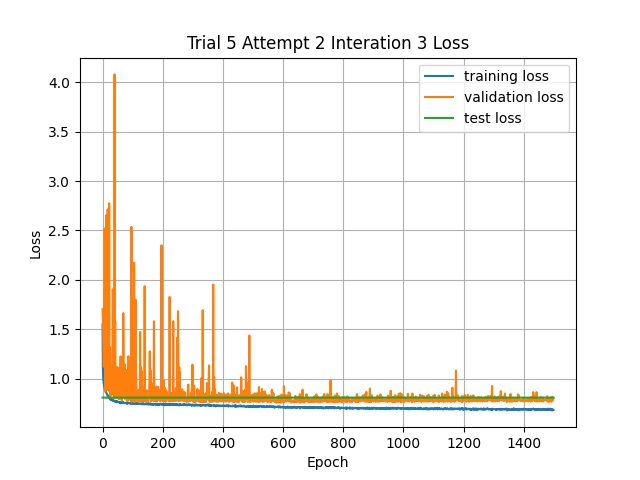 Trial 5 Attempt 2 Interation 3 Loss
training loss
validation loss
test loss
Loss
4.0
3.5
3.0
2.5
2.0
1.5
1.0
0 200 400 600 800 1000 1200 1400
Epoch